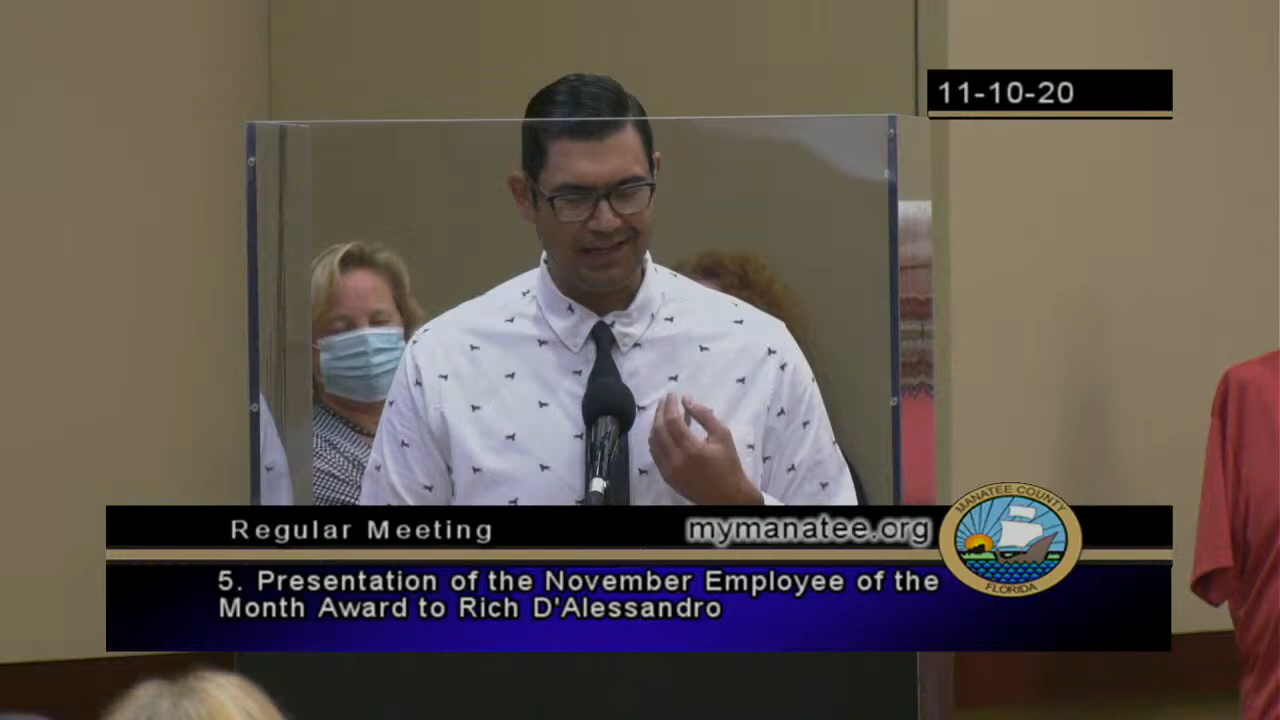 11-10-20
Regular Meeting
mymanatee.org
MANATEE COUNTY
FLORIDA
5. Presentation of the November Employee of the
Month Award to Rich D'Alessandro